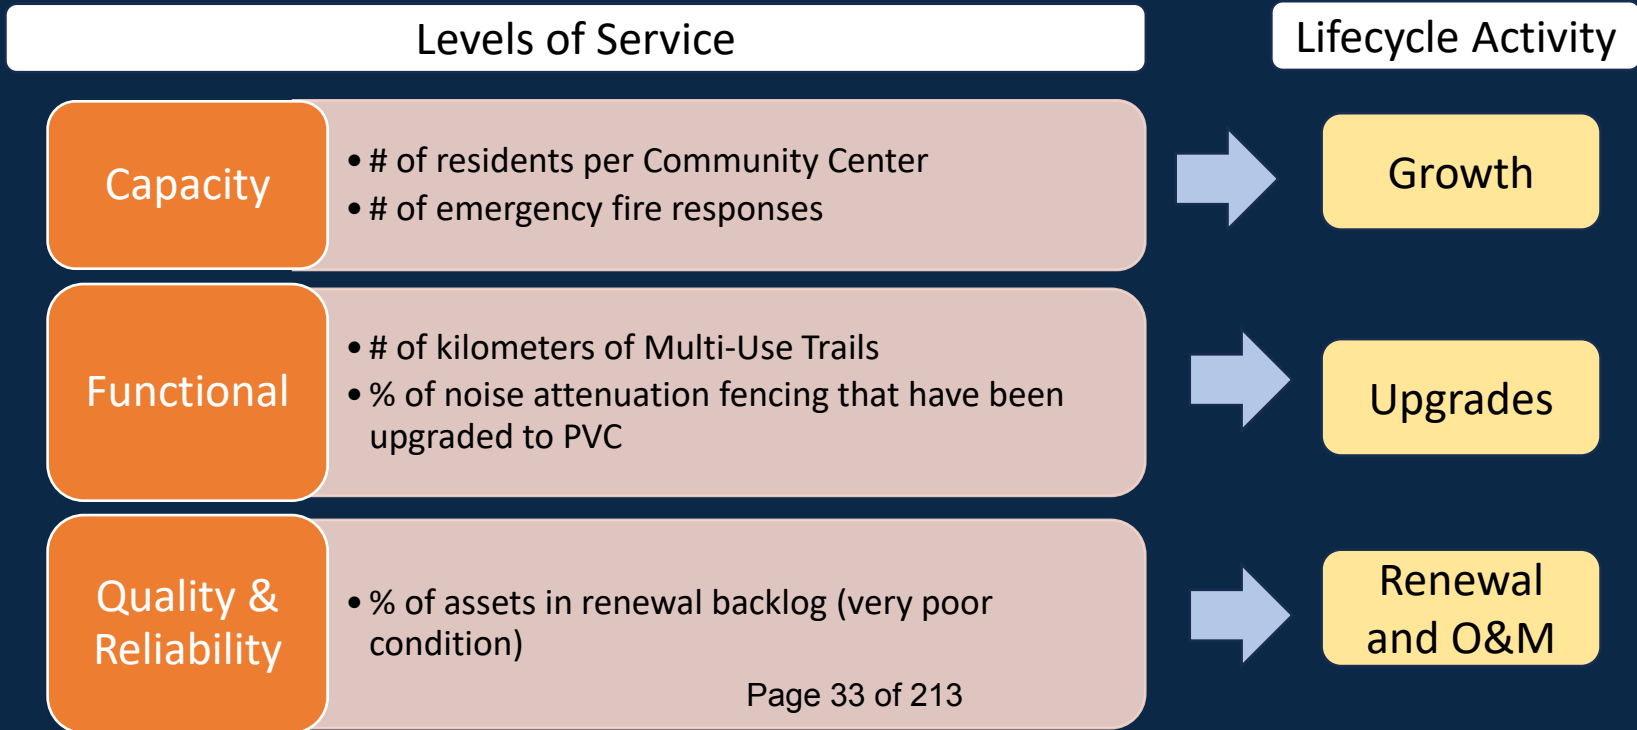 Levels of Service
Lifecycle Activity
Capacity
• # of residents per Community Center
• # of emergency fire responses
Growth
Functional
• # of kilometers of Multi-Use Trails
• % of noise attenuation fencing that have been
upgraded to PVC
Upgrades
Quality &
Reliability
• % of assets in renewal backlog (very poor
condition)
Renewal
and O&M
Page 33 of 213